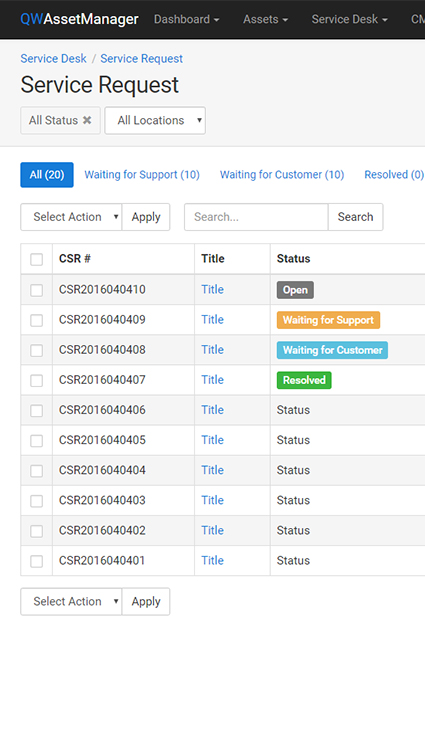 QWAssetManager Dashboard Assets Service Desk CM
Service Desk / Service Request
Service Request
All Status ✖ All Locations
All (20) Waiting for Support (10) Waiting for Customer (10) Resolved (0)
Select Action Apply Search... Search
CSR # Title Status
CSR2016040410 Title Open
CSR2016040409 Title Waiting for Support
CSR2016040408 Title Waiting for Customer
CSR2016040407 Title Resolved
CSR2016040406 Title Status
CSR2016040405 Title Status
CSR2016040404 Title Status
CSR2016040403 Title Status
CSR2016040402 Title Status
CSR2016040401 Title Status
Select Action Apply